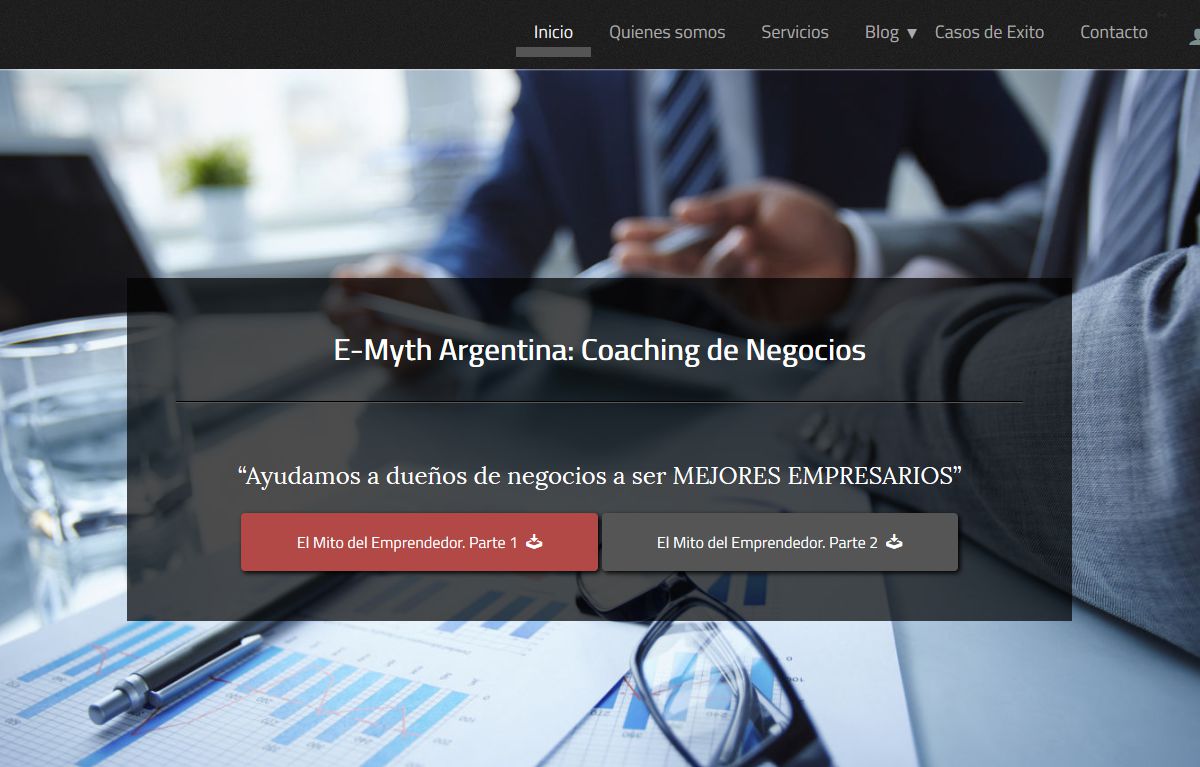 Inicio Quienes somos Servicios Blog ▼ Casos de Exito Contacto
E-Myth Argentina: Coaching de Negocios
“Ayudamos a dueños de negocios a ser MEJORES EMPRESARIOS”
El Mito del Emprendedor. Parte 1
El Mito del Emprendedor. Parte 2